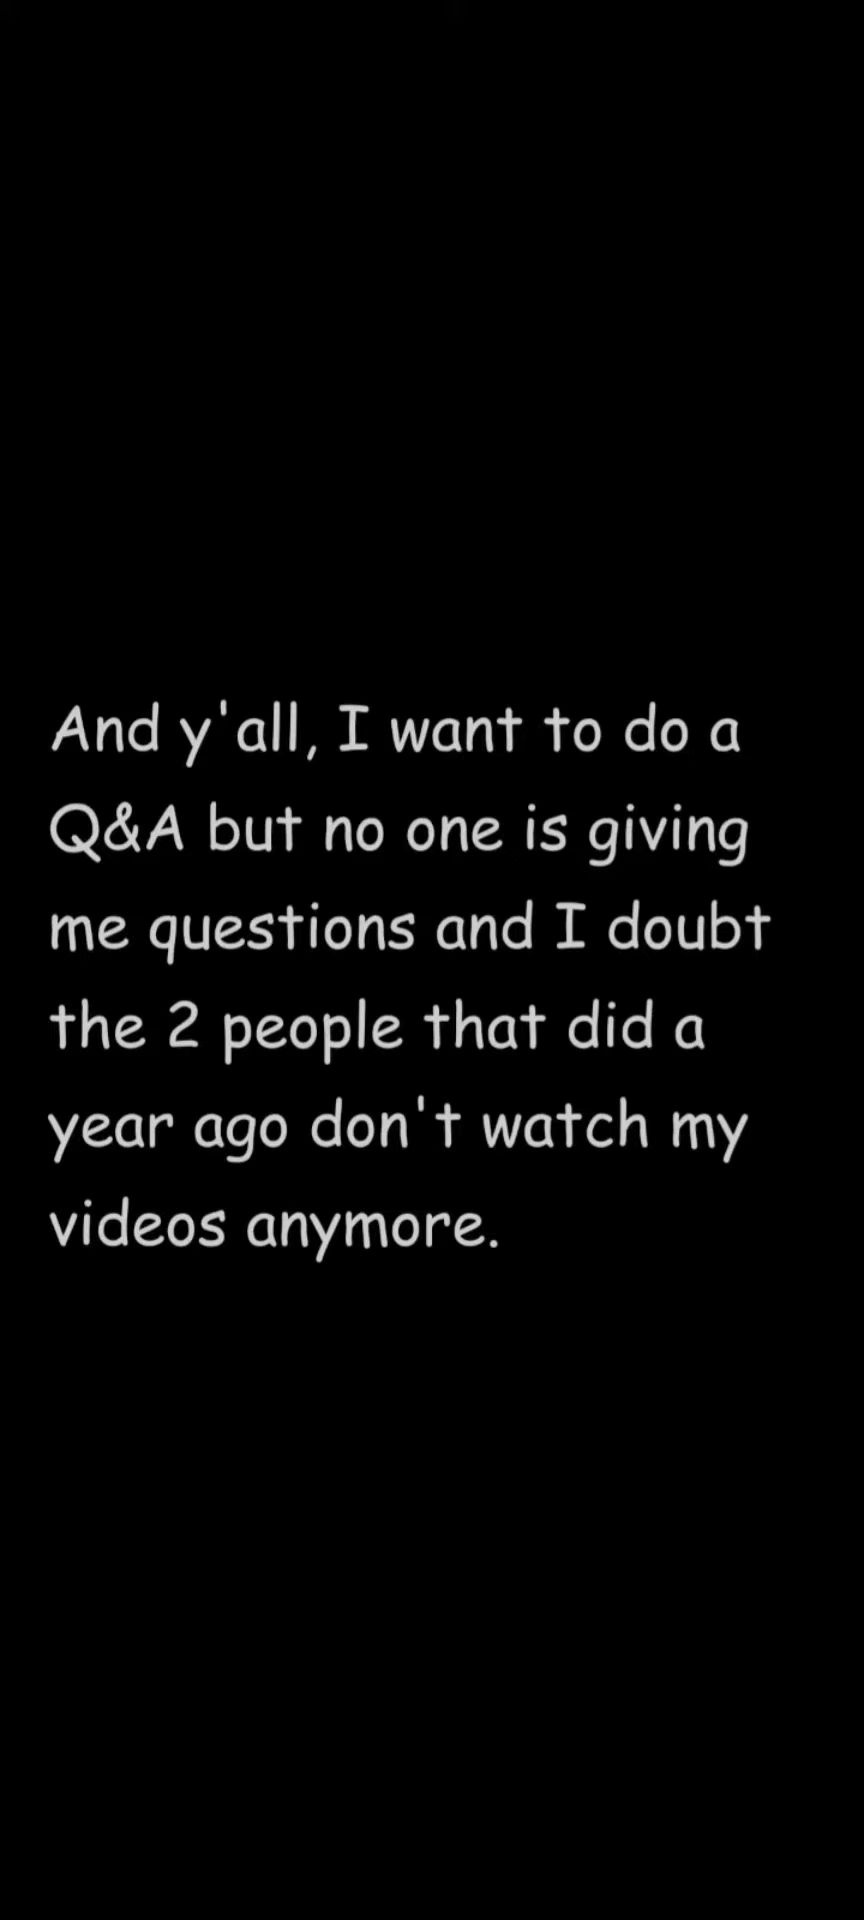 And y'all, I want to do a
Q&A but no one is giving
me questions and I doubt
the 2 people that did a
year ago don't watch my
videos anymore.